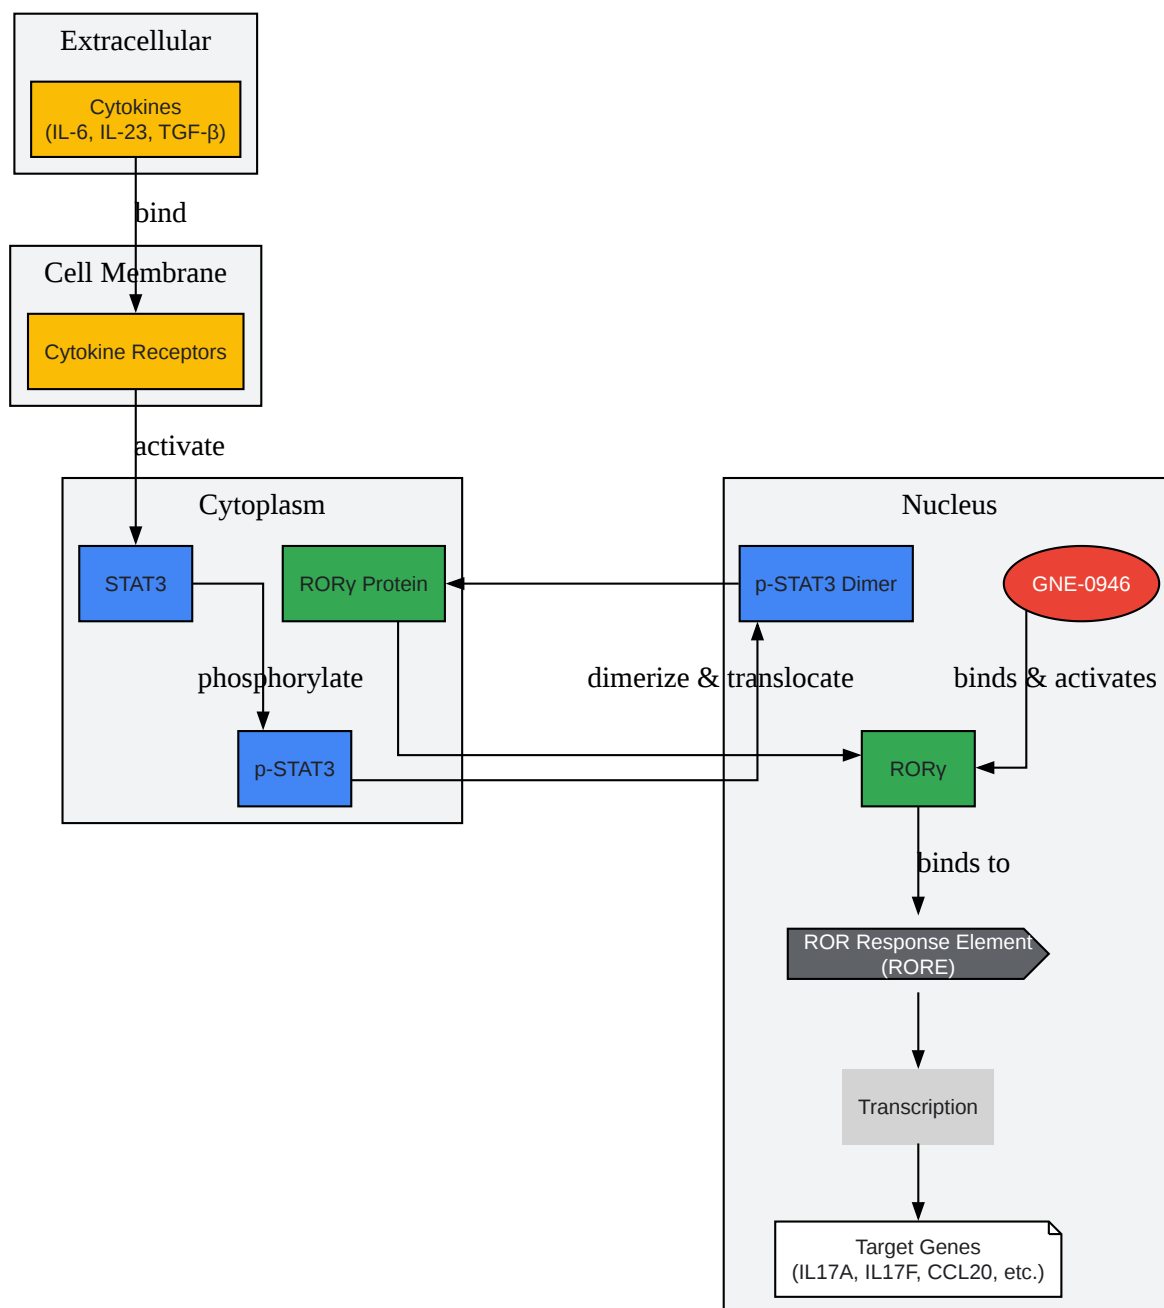 Extracellular
Cytokines
(IL-6, IL-23, TGF-β)
bind
Cell Membrane
Cytokine Receptors
activate
Cytoplasm
Nucleus
STAT3
RORγ Protein
p-STAT3 Dimer
GNE-0946
phosphorylate
dimerize & translocate
binds & activates
p-STAT3
RORγ
binds to
ROR Response Element
(RORE)
Transcription
Target Genes
(IL17A, IL17F, CCL20, etc.)